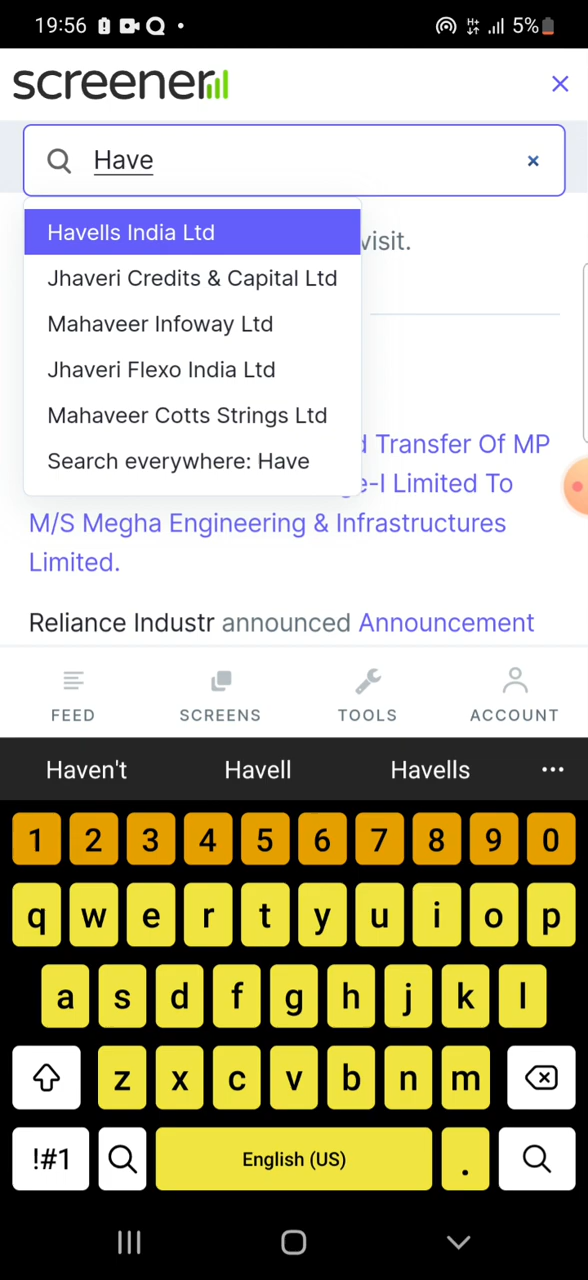 19:56 5%
screener
Have
Havells India Ltd
visit.
Jhaveri Credits & Capital Ltd
Mahaveer Infoway Ltd
Jhaveri Flexo India Ltd
Mahaveer Cotts Strings Ltd
Transfer Of MP
Search everywhere: Have
e-I Limited To
M/S Megha Engineering & Infrastructures
Limited.
Reliance Industr announced Announcement
FEED SCREENS TOOLS ACCOUNT
Haven't Havell Havells
1 2 3 4 5 6 7 8 9 0
q w e r t y u i o p
a s d f g h j k l
z x c v b n m
!#1 English (US) .